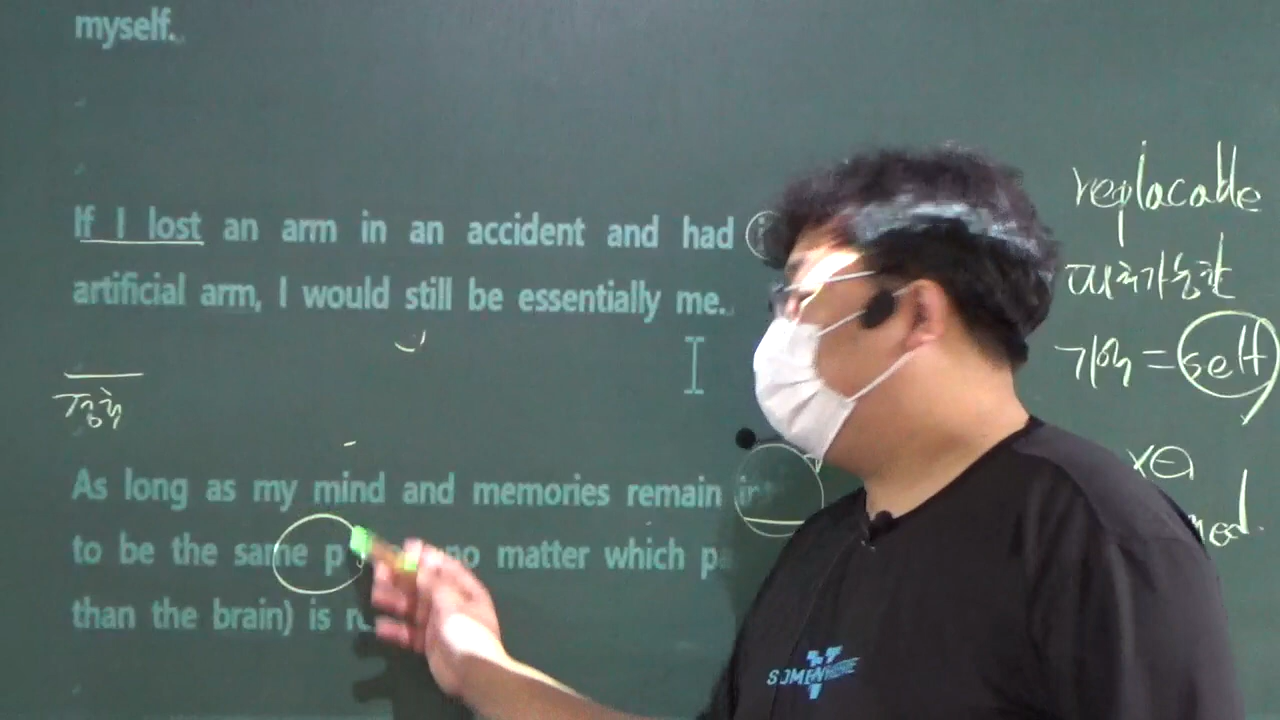 myself.
If I lost an arm in an accident and had
artificial arm, I would still be essentially me.
As long as my mind and memories remain
to be the same no matter which
than the brain) is
replacable
대체가능한
기억 = self
SOMEWHERE